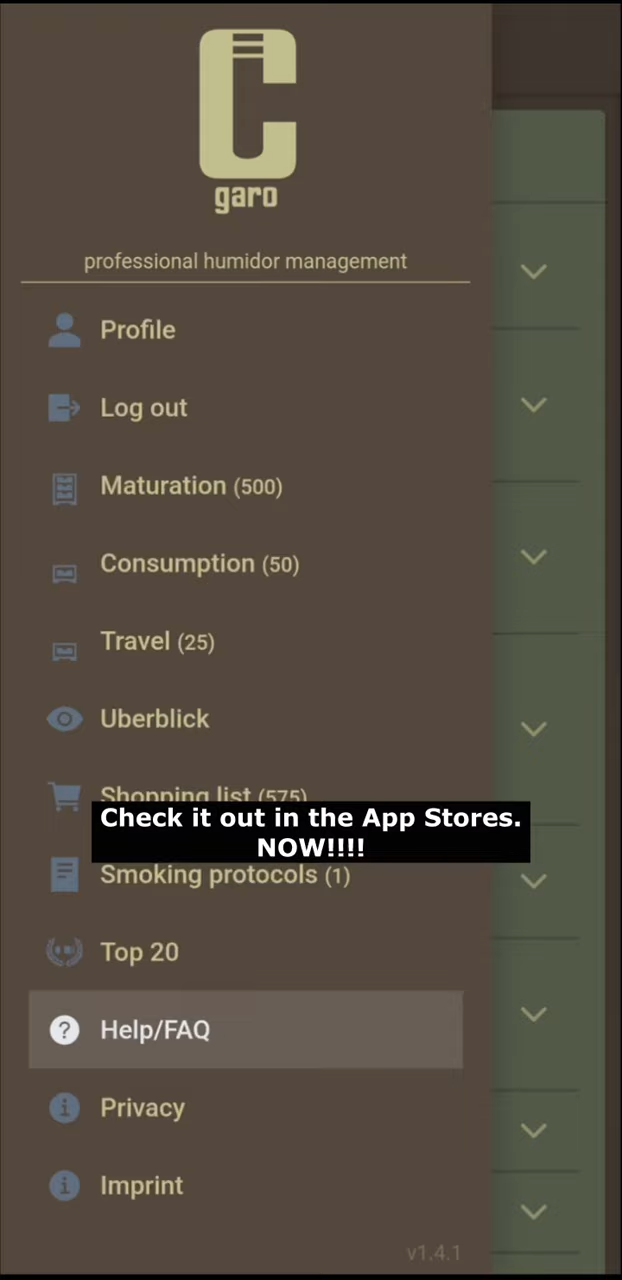 C
garo
professional humidor management
Profile
Log out
Maturation (500)
Consumption (50)
Travel (25)
Uberblick
Shopping list (575)
Check it out in the App Stores.
NOW!!!!
Smoking protocols (1)
Top 20
Help/FAQ
Privacy
Imprint
v1.4.1